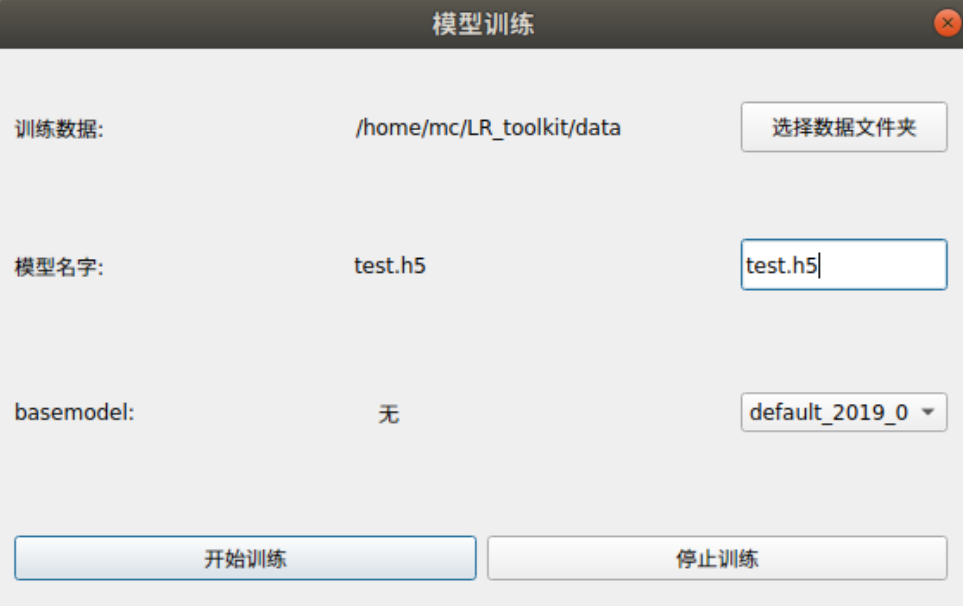 模型训练
训练数据: /home/mc/LR_toolkit/data 选择数据文件夹
模型名字: test.h5 test.h5
basemodel: 无 default_2019_0
开始训练 停止训练